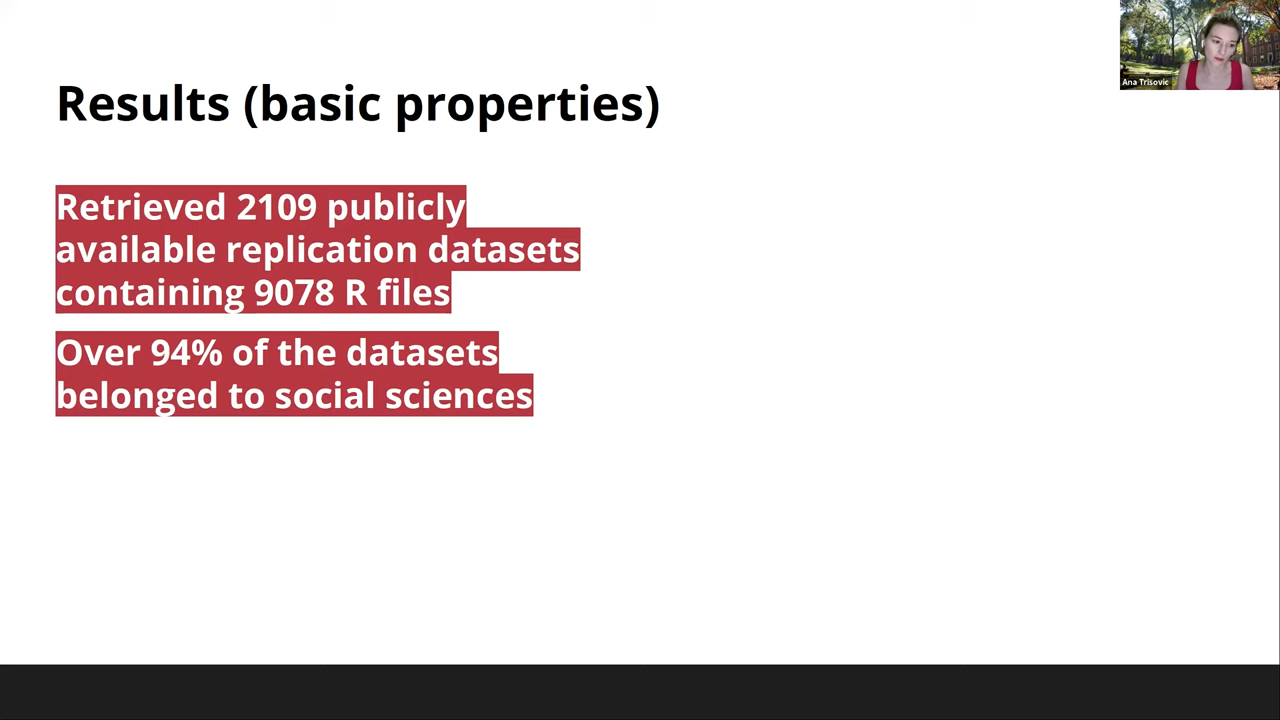 Ana Trisovic
Results (basic properties)
Retrieved 2109 publicly
available replication datasets
containing 9078 R files
Over 94% of the datasets
belonged to social sciences